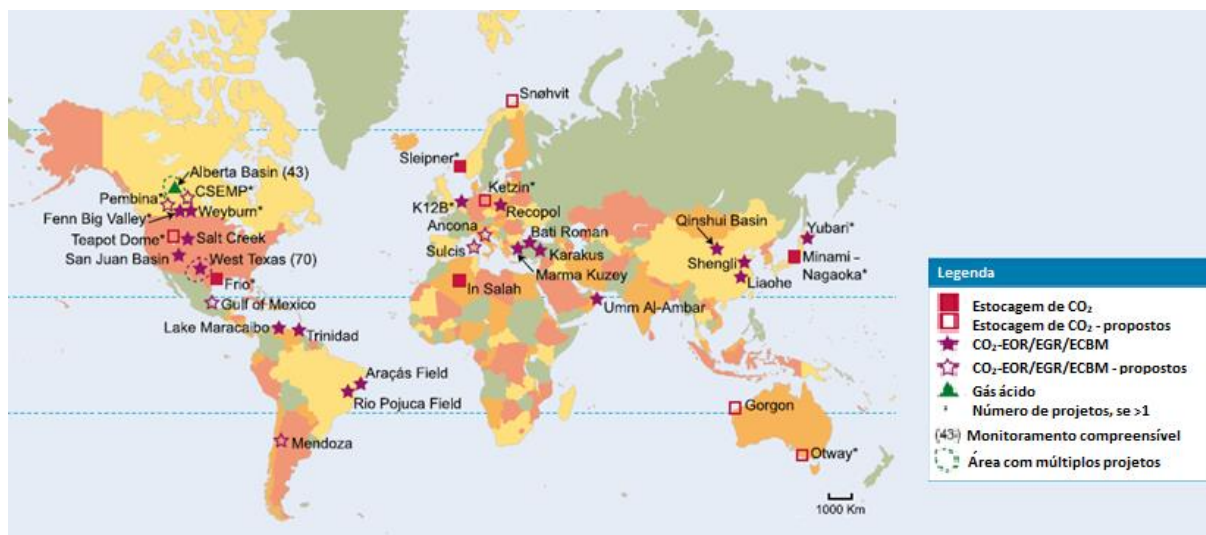 Snøhvit
Alberta Basin (43)
Sleipner*
Pembina*
CSEMP*
Ketzin*
K12B*
Recopol
Fenn Big Valley*
Weyburn*
Qinshui Basin
Yubari*
Ancona
Bati Roman
Teapot Dome*
Salt Creek
Sulcis
Karakus
Shengli
Minami –
Nagaoka*
San Juan Basin
West Texas (70)
Marma Kuzey
Liaohe
Frio*
In Salah
Gulf of Mexico
Umm Al-Ambar
Lake Maracaibo
Trinidad
Araçás Field
Rio Pojuca Field
Gorgon
Mendoza
Otway*
1000 Km
Legenda
Estocagem de CO₂
Estocagem de CO₂ - propostos
CO₂-EOR/EGR/ECBM
CO₂-EOR/EGR/ECBM - propostos
Gás ácido
* Número de projetos, se >1
(43) Monitoramento compreensível
Área com múltiplos projetos